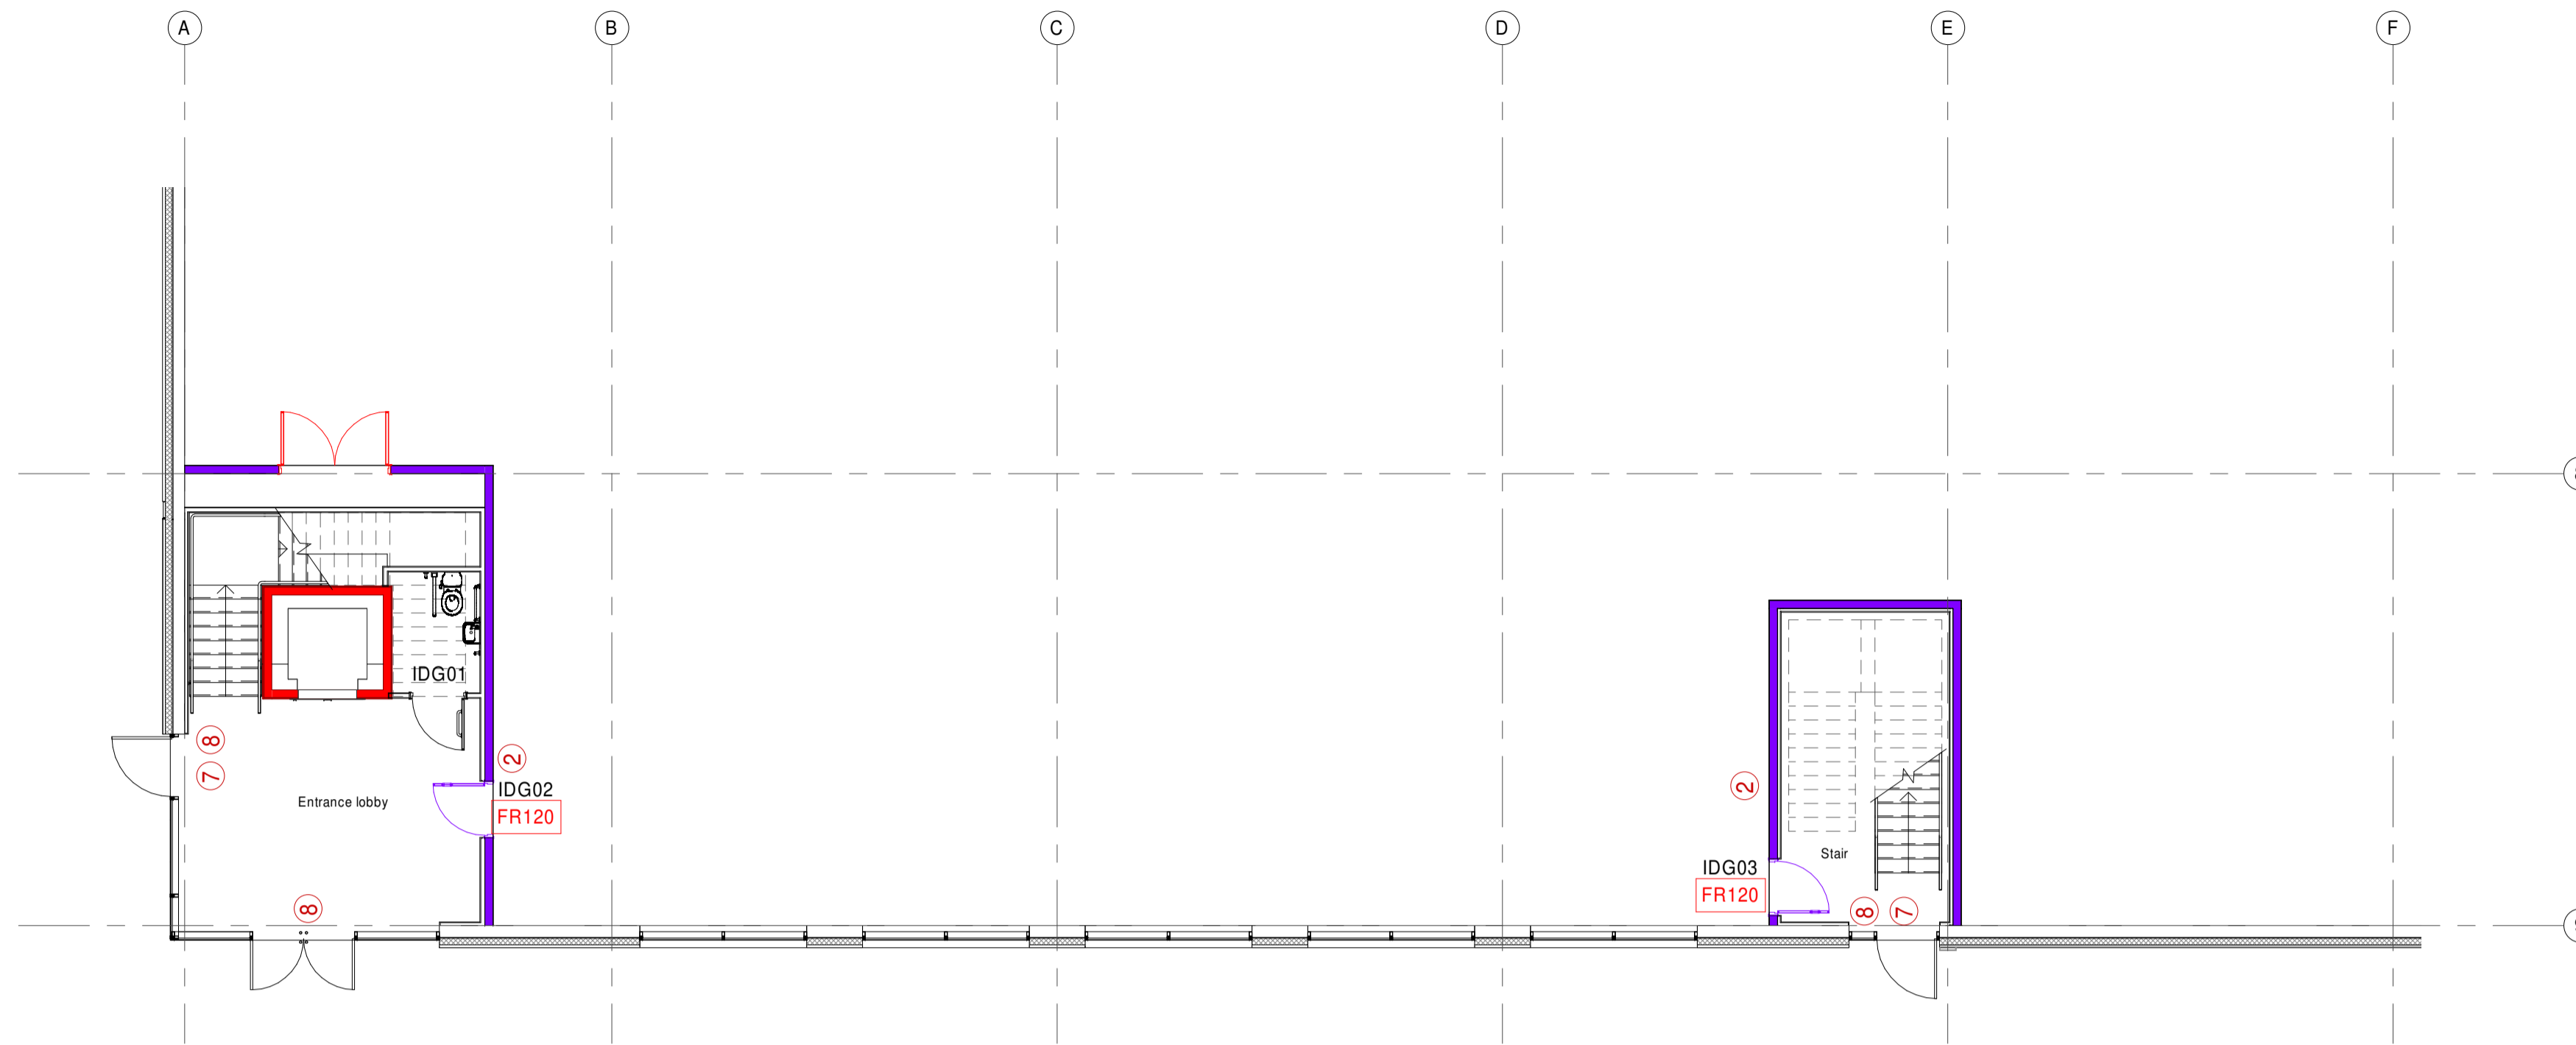 A B C D E F
IDG01
8
7
2
IDG02
FR120
Entrance lobby
8
2
IDG03
FR120
Stair
8 7